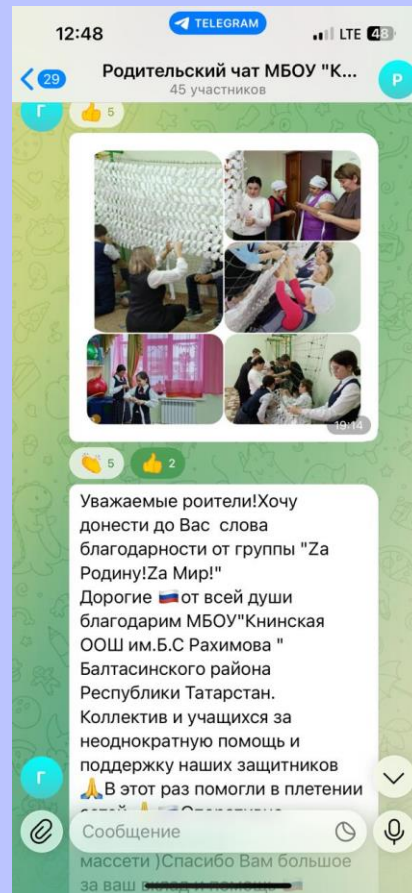 12:48
TELEGRAM
LTE 48
29
Родительский чат МБОУ "К...
45 участников
Р
Г
5
19:14
5
2
Уважаемые роители!Хочу
донести до Вас слова
благодарности от группы "Zа
Родину!Zа Мир!"
Дорогие от всей души
благодарим МБОУ"Книнская
ООШ им.Б.С Рахимова "
Балтасинского района
Республики Татарстан.
Коллектив и учащихся за
неоднократную помощь и
поддержку наших защитников
В этот раз помогли в плетении
Г
Сообщение
массети )Спасибо Вам большое
за ваш вклад и помощь